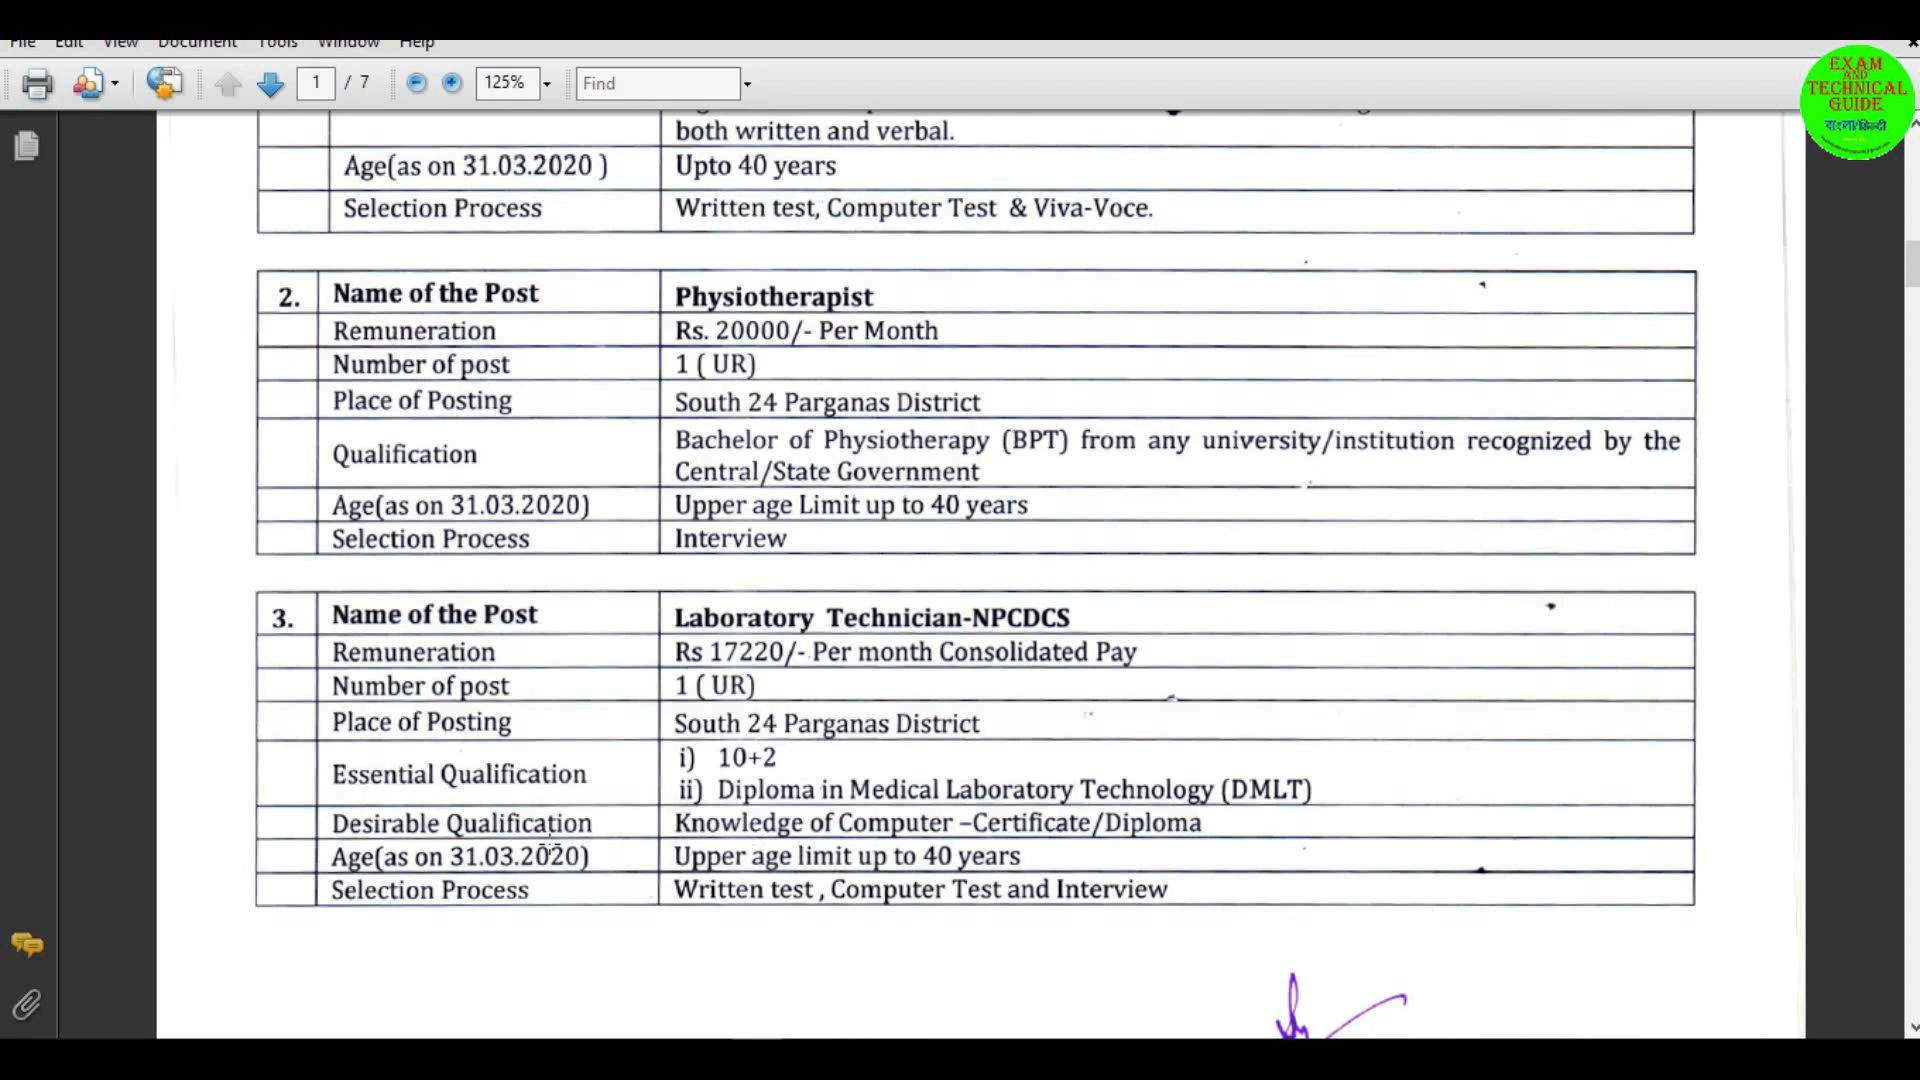 File Edit View Document Tools Window Help
1 / 7 125% Find
EXAM
AND
TECHNICAL
GUIDE
বাংলা/हिन्दी
both written and verbal.
Age(as on 31.03.2020 ) Upto 40 years
Selection Process Written test, Computer Test & Viva-Voce.
2. Name of the Post Physiotherapist
Remuneration Rs. 20000/- Per Month
Number of post 1 ( UR)
Place of Posting South 24 Parganas District
Qualification Bachelor of Physiotherapy (BPT) from any university/institution recognized by the
Central/State Government
Age(as on 31.03.2020) Upper age Limit up to 40 years
Selection Process Interview
3. Name of the Post Laboratory Technician-NPCDCS
Remuneration Rs 17220/- Per month Consolidated Pay
Number of post 1 ( UR)
Place of Posting South 24 Parganas District
Essential Qualification i) 10+2
ii) Diploma in Medical Laboratory Technology (DMLT)
Desirable Qualification Knowledge of Computer –Certificate/Diploma
Age(as on 31.03.2020) Upper age limit up to 40 years
Selection Process Written test , Computer Test and Interview